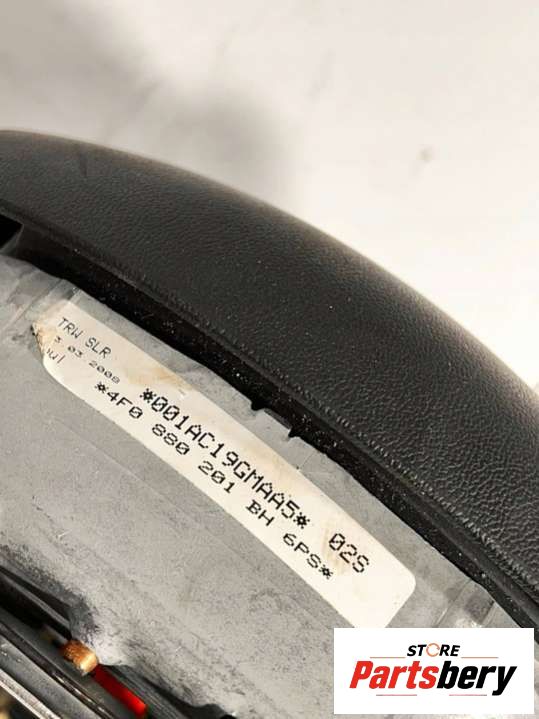 TRW SLR
3 03 2008
*001AC19GMAA5* 02S
*4F0 880 201 BH 6PS*
STORE
Partsbery